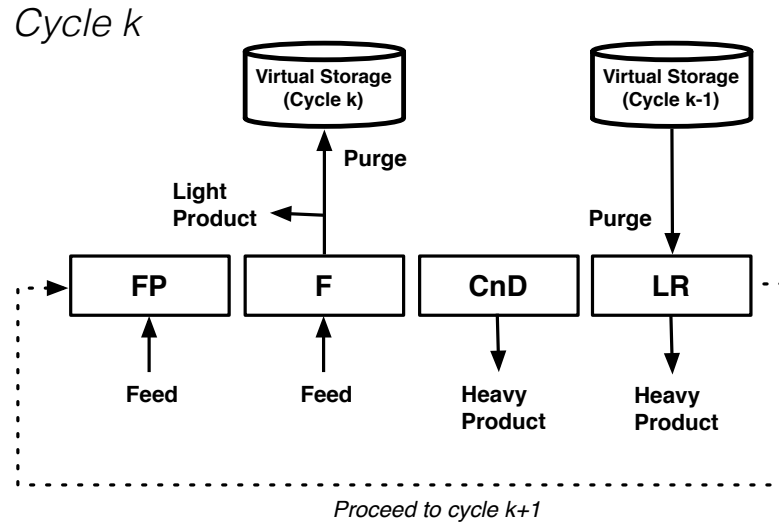 Cycle k
Virtual Storage
(Cycle k)
Virtual Storage
(Cycle k-1)
Purge
Light
Product
Purge
FP
F
CnD
LR
Feed
Feed
Heavy
Product
Heavy
Product
Proceed to cycle k+1